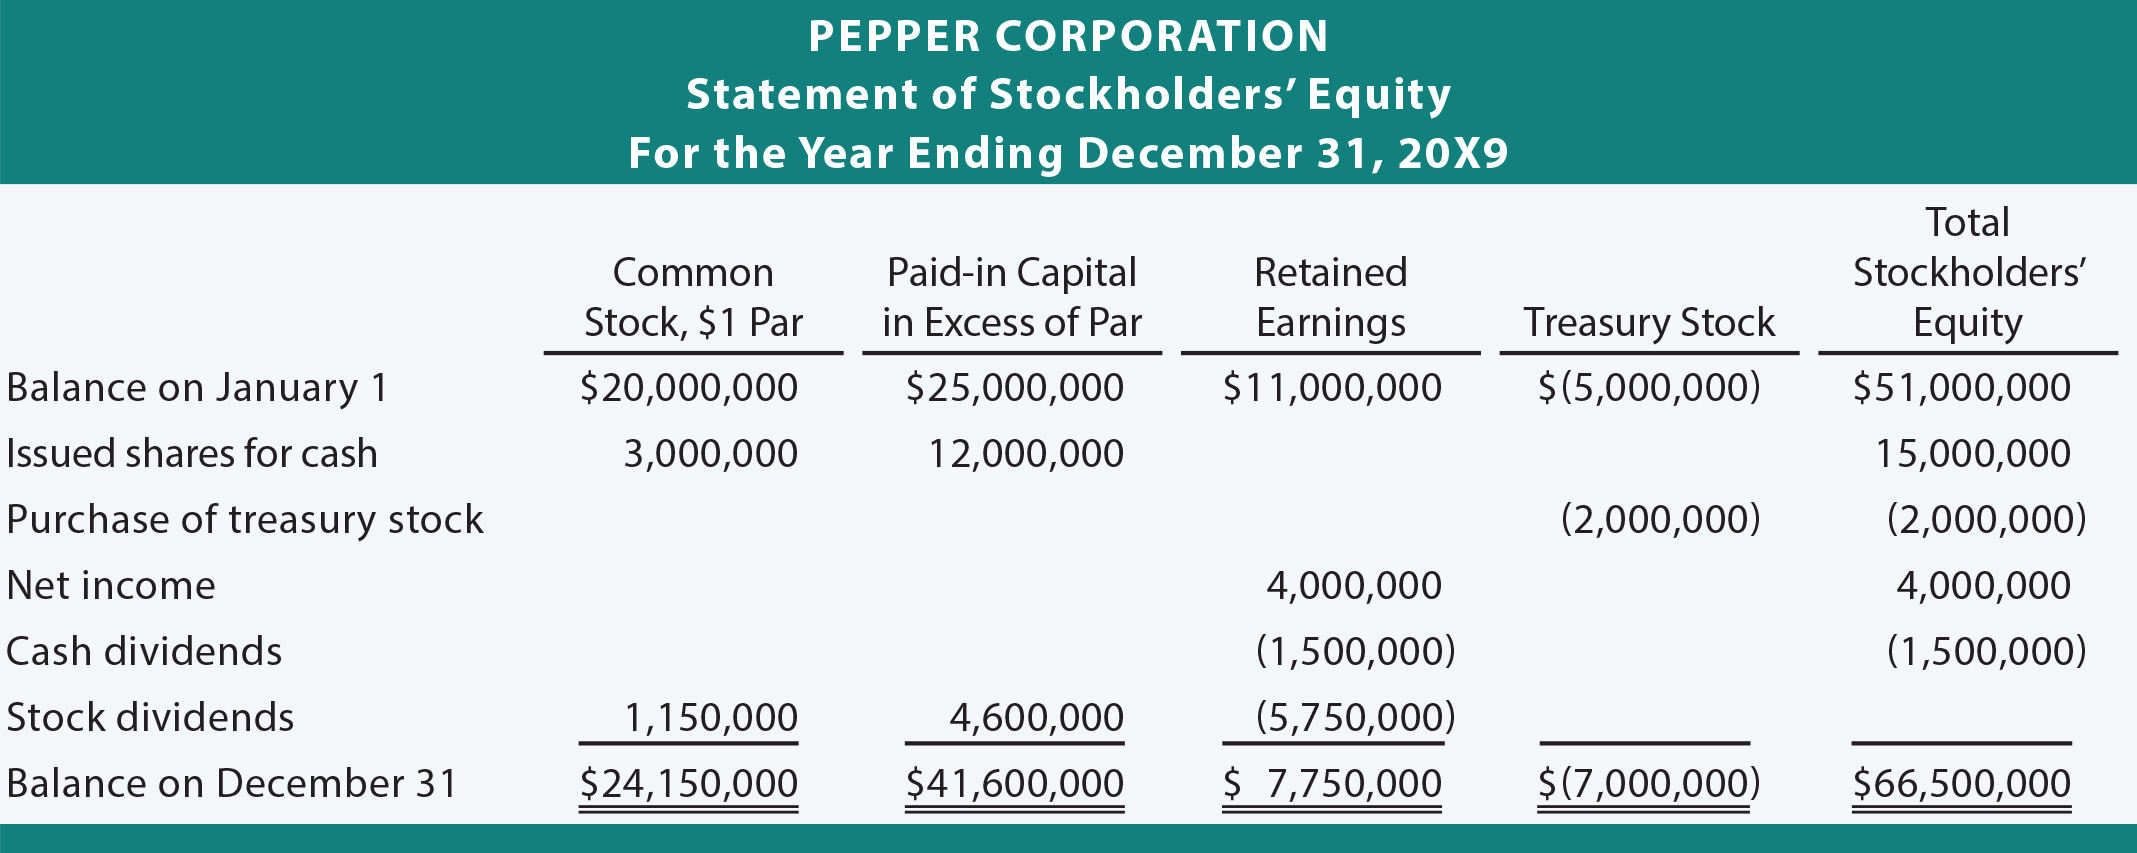 PEPPER CORPORATION
Statement of Stockholders’ Equity
For the Year Ending December 31, 20X9
Common Stock, $1 Par Paid-in Capital in Excess of Par Retained Earnings Treasury Stock Total Stockholders’ Equity
Balance on January 1 $20,000,000 $25,000,000 $11,000,000 $(5,000,000) $51,000,000
Issued shares for cash 3,000,000 12,000,000 15,000,000
Purchase of treasury stock (2,000,000) (2,000,000)
Net income 4,000,000 4,000,000
Cash dividends (1,500,000) (1,500,000)
Stock dividends 1,150,000 4,600,000 (5,750,000)
Balance on December 31 $24,150,000 $41,600,000 $ 7,750,000 $(7,000,000) $66,500,000